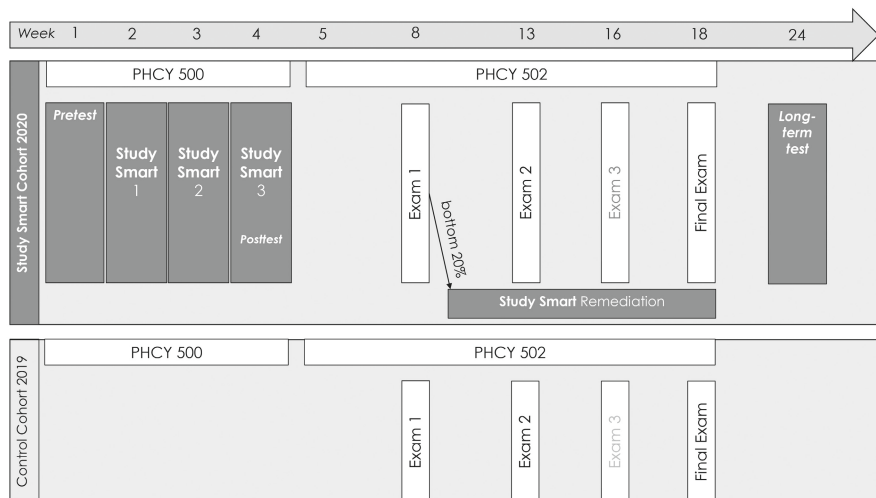 Week 1 2 3 4 5 8 13 16 18 24
Study Smart Cohort 2020
PHCY 500
PHCY 502
Pretest
Study
Smart
1
Study
Smart
2
Study
Smart
3
Posttest
Exam 1
Exam 2
Exam 3
Final Exam
Long-
term
test
bottom 20%
Study Smart Remediation
Control Cohort 2019
PHCY 500
PHCY 502
Exam 1
Exam 2
Exam 3
Final Exam